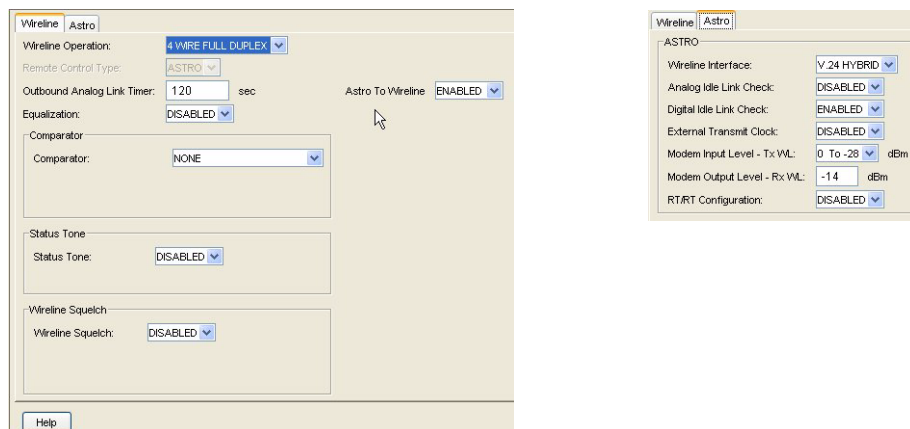 Wireline Astro
Wireline Operation: 4 WIRE FULL DUPLEX
Remote Control Type: ASTRO
Outbound Analog Link Timer: 120 sec Astro To Wireline ENABLED
Equalization: DISABLED
Comparator
Comparator: NONE
Status Tone
Status Tone: DISABLED
Wireline Squelch
Wireline Squelch: DISABLED
Help
Wireline Astro
ASTRO
Wireline Interface: V.24 HYBRID
Analog Idle Link Check: DISABLED
Digital Idle Link Check: ENABLED
External Transmit Clock: DISABLED
Modem Input Level - Tx WL: 0 To -28 dBm
Modem Output Level - Rx WL: -14 dBm
RT/RT Configuration: DISABLED